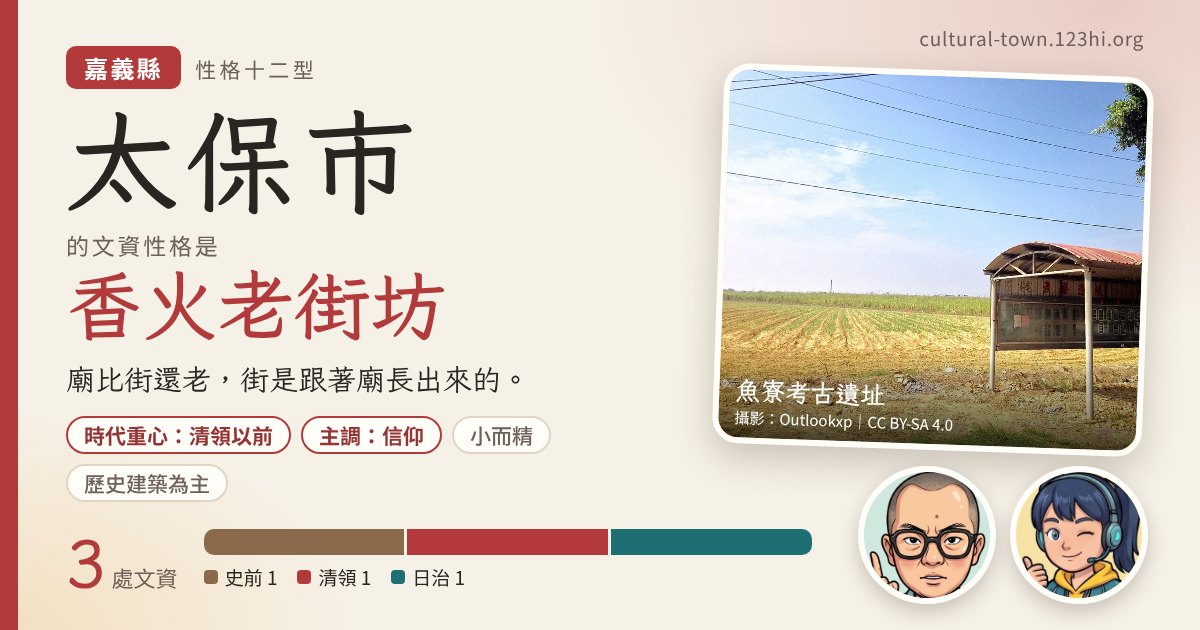 cultural-town.123hi.org
嘉義縣 性格十二型
太保市
的文資性格是
香火老街坊
廟比街還老,街是跟著廟長出來的。
時代重心:清領以前 主調:信仰 小而精
歷史建築為主
魚寮考古遺址
攝影:Outlookxp|CC BY-SA 4.0
3 處文資
史前 1 清領 1 日治 1